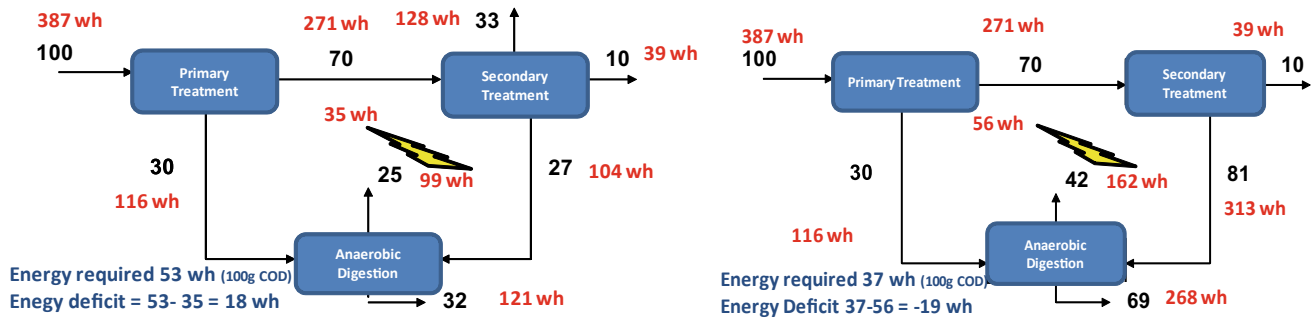 387 wh
100
Primary
Treatment
271 wh
70
128 wh
33
Secondary
Treatment
10
39 wh
35 wh
30
116 wh
25
99 wh
27
104 wh
Anaerobic
Digestion
32
121 wh
Energy required 53 wh (100g COD)
Enegy deficit = 53- 35 = 18 wh
387 wh
100
Primary Treatment
271 wh
70
Secondary
Treatment
39 wh
10
56 wh
30
116 wh
42
162 wh
81
313 wh
Anaerobic
Digestion
69
268 wh
Energy required 37 wh (100g COD)
Energy Deficit 37-56 = -19 wh